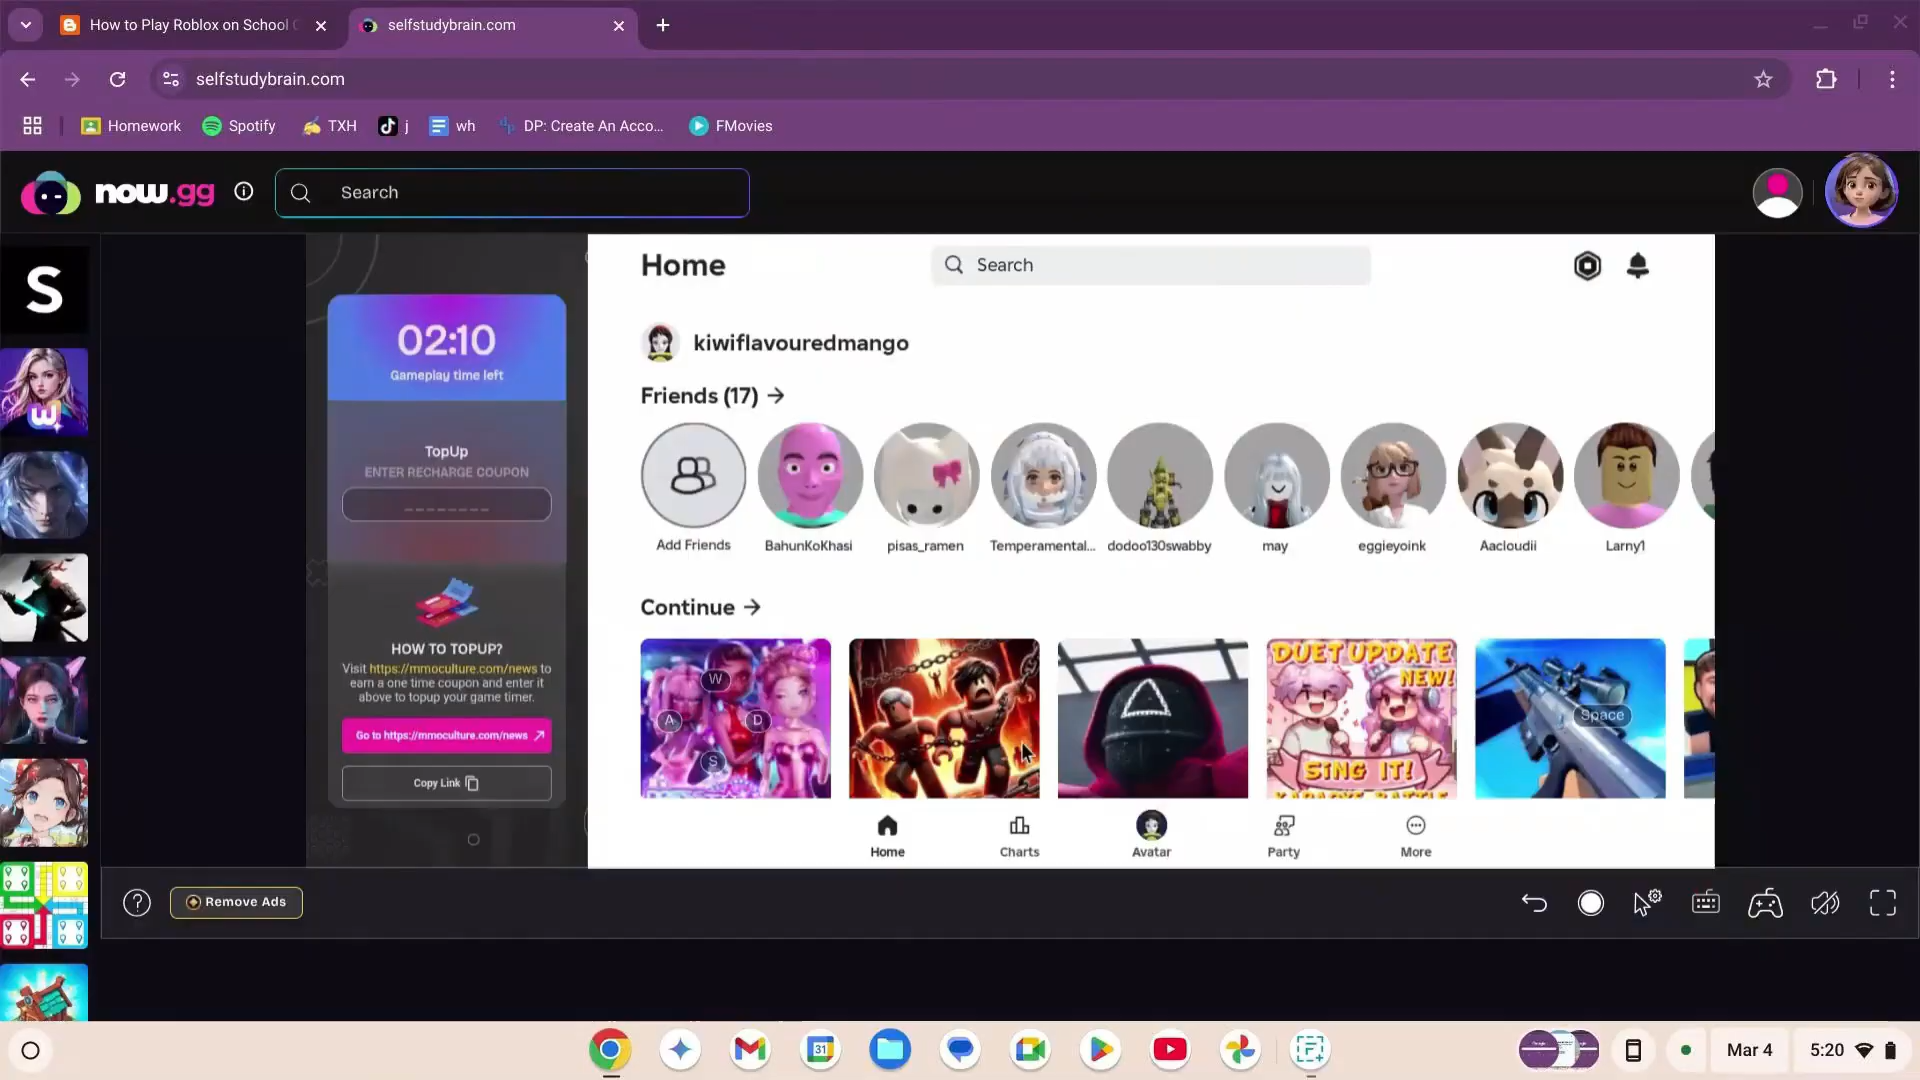 How to Play Roblox on School C
selfstudybrain.com
selfstudybrain.com
Homework
Spotify
TXH
j
wh
DP: Create An Acco...
FMovies
now.gg
Search
S
W
02:10
Gameplay time left
TopUp
ENTER RECHARGE COUPON
HOW TO TOPUP?
Visit https://mmoculture.com/news to
earn a one time coupon and enter it
above to topup your game timer.
Go to https://mmoculture.com/news
Copy Link
Home
Search
kiwiflavouredmango
Friends (17)
Add Friends
BahunKoKhasi
pisas_ramen
Temperamental...
dodoo130swabby
may
eggieyoink
Aacloudii
Larny1
Continue
W
A
D
S
DUET UPDATE
NEW!
SING IT!
KARAOKE BATTLE
Space
Home
Charts
Avatar
Party
More
Remove Ads
31
Mar 4
5:20